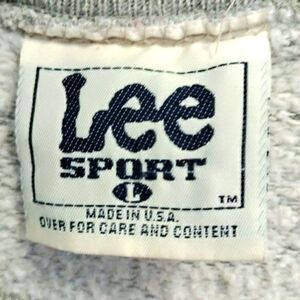 Lee
SPORT
L
TM
MADE IN U.S.A.
OVER FOR CARE AND CONTENT